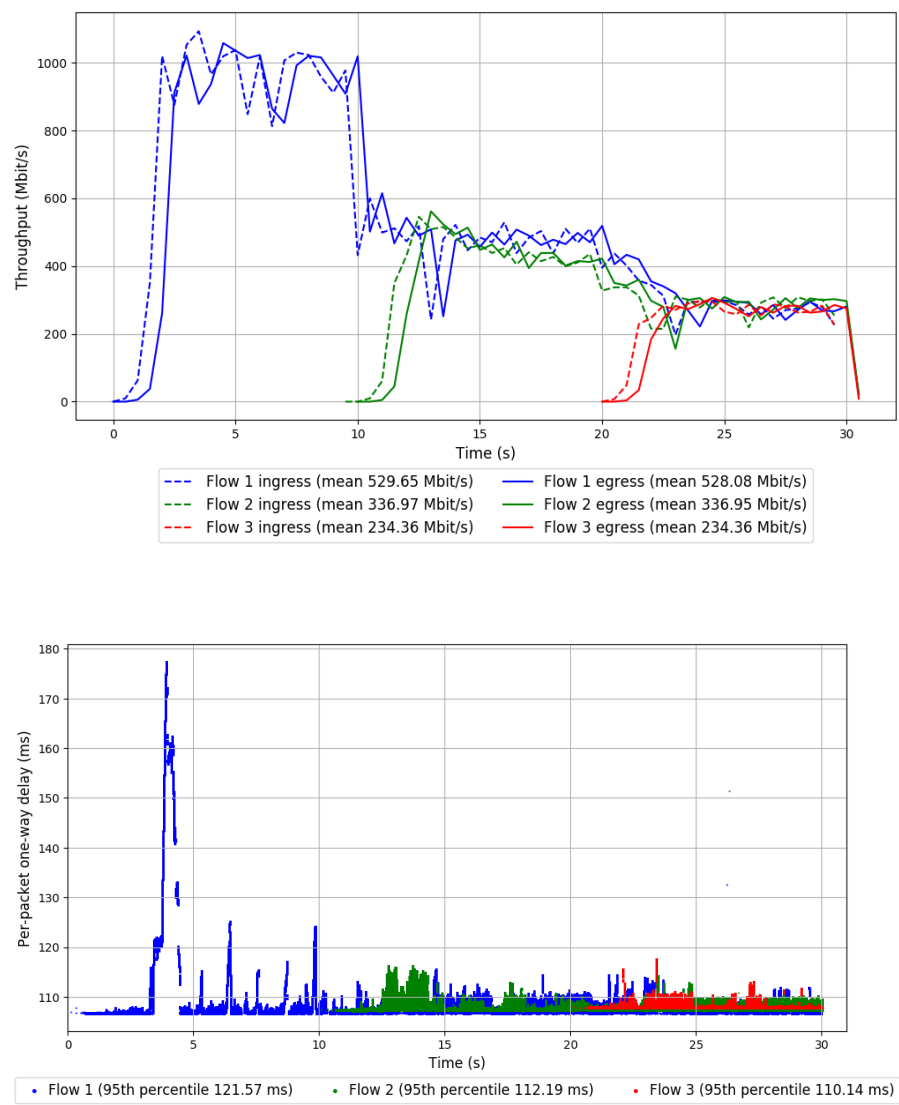 1000
800
600
400
200
0
Throughput (Mbit/s)
0 5 10 15 20 25 30
Time (s)
Flow 1 ingress (mean 529.65 Mbit/s) Flow 1 egress (mean 528.08 Mbit/s)
Flow 2 ingress (mean 336.97 Mbit/s) Flow 2 egress (mean 336.95 Mbit/s)
Flow 3 ingress (mean 234.36 Mbit/s) Flow 3 egress (mean 234.36 Mbit/s)
180
170
160
150
140
130
120
110
Per-packet one-way delay (ms)
0 5 10 15 20 25 30
Time (s)
Flow 1 (95th percentile 121.57 ms) Flow 2 (95th percentile 112.19 ms) Flow 3 (95th percentile 110.14 ms)